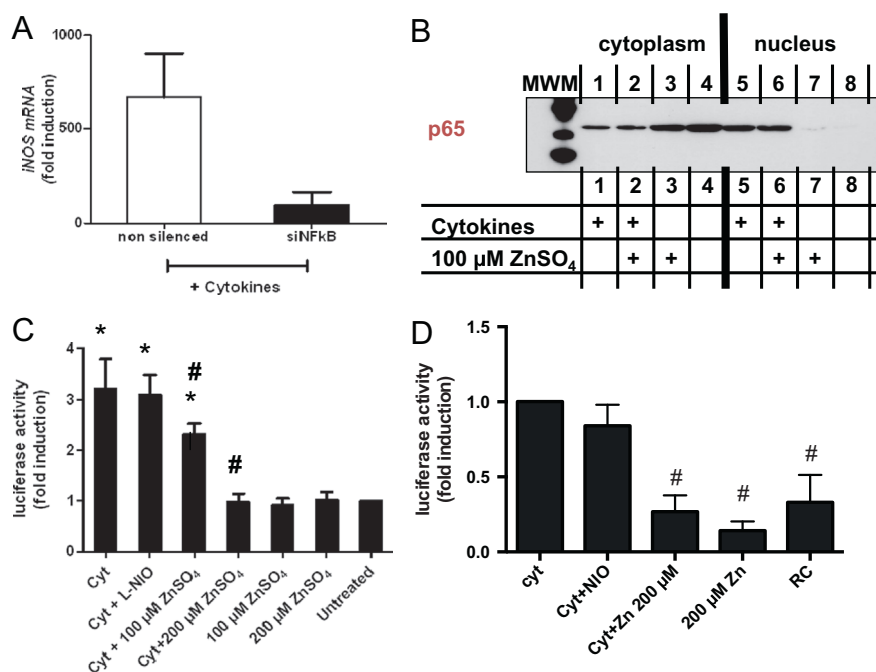 A
1000
500
0
iNOS mRNA
(fold induction)
non silenced
siNFkB
+ Cytokines
B
cytoplasm
nucleus
MWM 1 2 3 4 5 6 7 8
p65
1 2 3 4 5 6 7 8
Cytokines + + + +
100 µM ZnSO4 + + + +
C
4
3
2
1
0
luciferase activity
(fold induction)
*
*
#
*
#
Cyt
Cyt + L-NIO
Cyt + 100 µM ZnSO4
Cyt+200 µM ZnSO4
100 µM ZnSO4
200 µM ZnSO4
Untreated
D
1.5
1.0
0.5
0.0
luciferase activity
(fold induction)
#
#
#
cyt
Cyt+NIO
Cyt+Zn 200 µM
200 µM Zn
RC